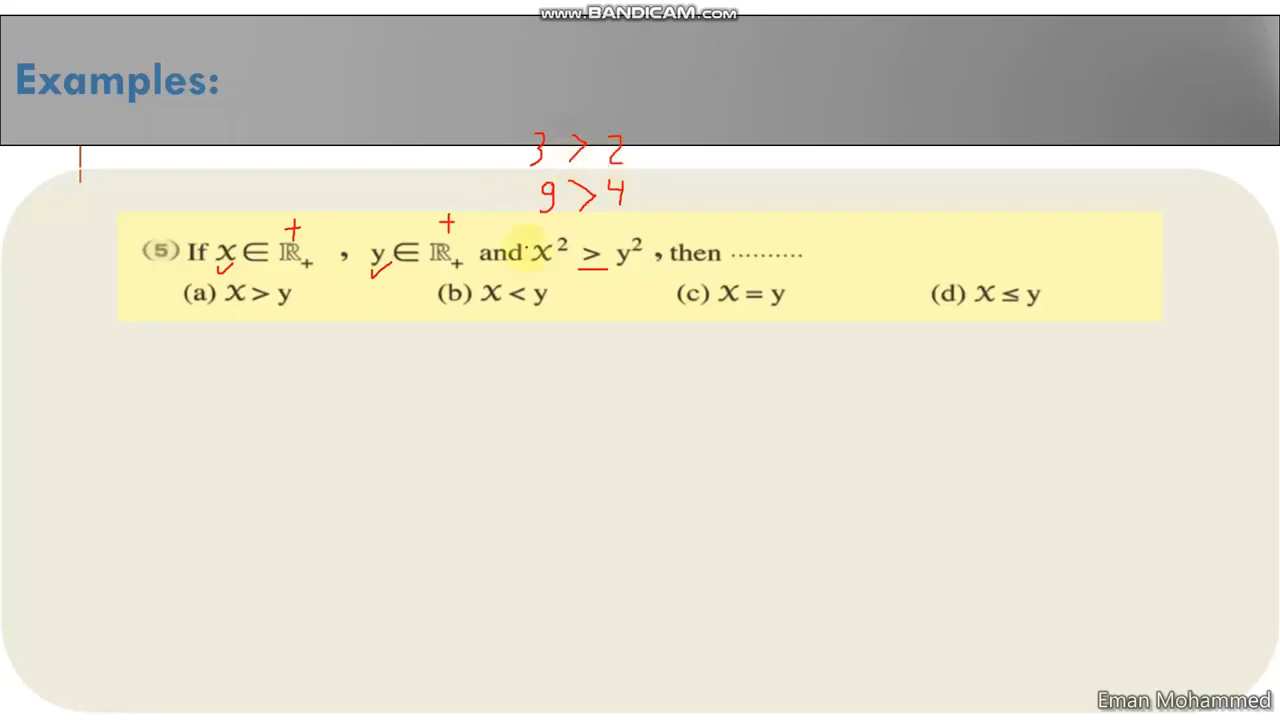 www.BANDICAM.com
Examples:
3 > 2
9 > 4
+ +
(5) If x ∈ ℝ₊ , y ∈ ℝ₊ and x² > y² , then ..........
(a) x > y (b) x < y (c) x = y (d) x ≤ y
Eman Mohammed